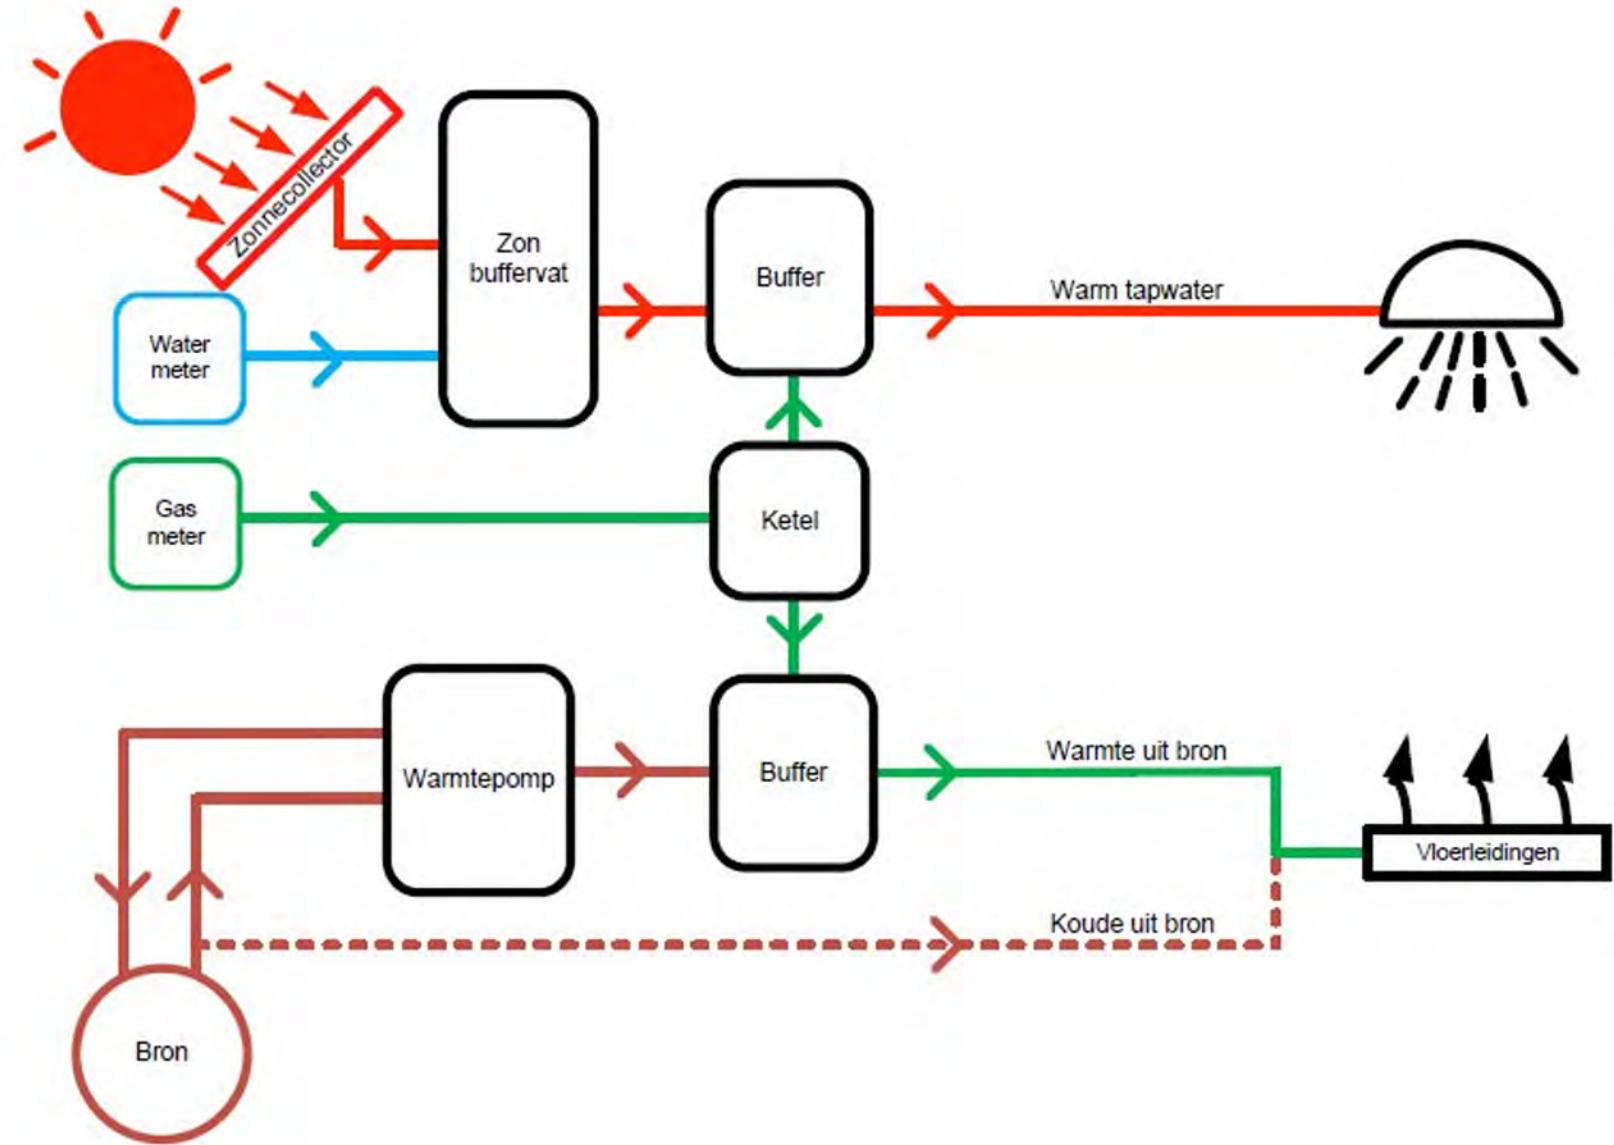 Zonnecollector
Zon
buffervat
Buffer
Warm tapwater
Water
meter
Gas
meter
Ketel
Warmtepomp
Buffer
Warmte uit bron
Vloerleidingen
Koude uit bron
Bron